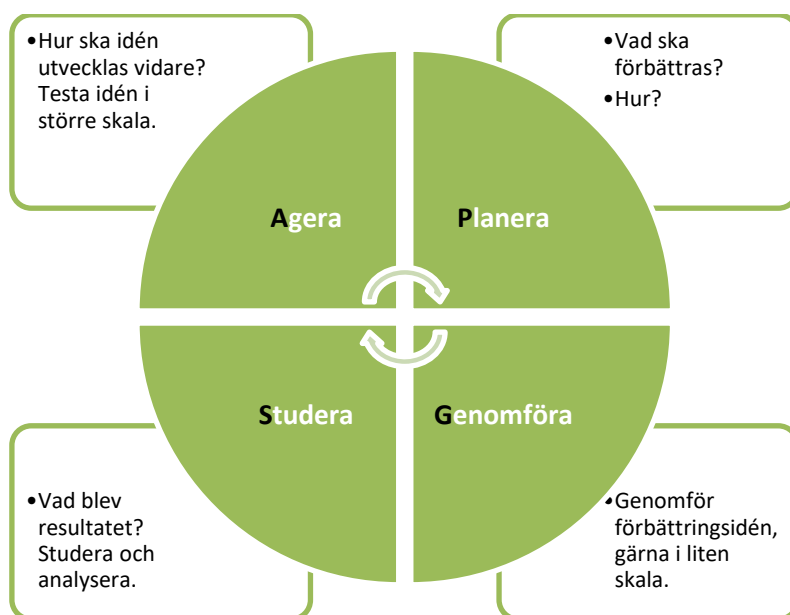 •Hur ska idén
utvecklas vidare?
Testa idén i
större skala.
•Vad ska
förbättras?
•Hur?
Agera
Planera
Studera
Genomföra
•Vad blev
resultatet?
Studera och
analysera.
•Genomför
förbättringsidén,
gärna i liten
skala.